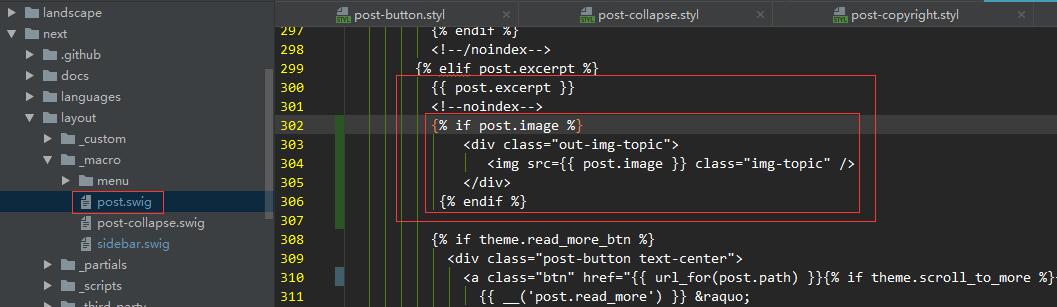 landscape
next
.github
docs
languages
layout
_custom
_macro
menu
post.swig
post-collapse.swig
sidebar.swig
_partials
_scripts
_third-party
post-button.styl
post-collapse.styl
post-copyright.styl
297 {% endif %}
298 <!--/noindex-->
299 {% elif post.excerpt %}
300 {{ post.excerpt }}
301 <!--noindex-->
302 {% if post.image %}
303 <div class="out-img-topic">
304 <img src={{ post.image }} class="img-topic" />
305 </div>
306 {% endif %}
307
308 {% if theme.read_more_btn %}
309 <div class="post-button text-center">
310 <a class="btn" href="{{ url_for(post.path) }}{% if theme.scroll_to_more %}
311 {{ __('post.read_more') }} &raquo;